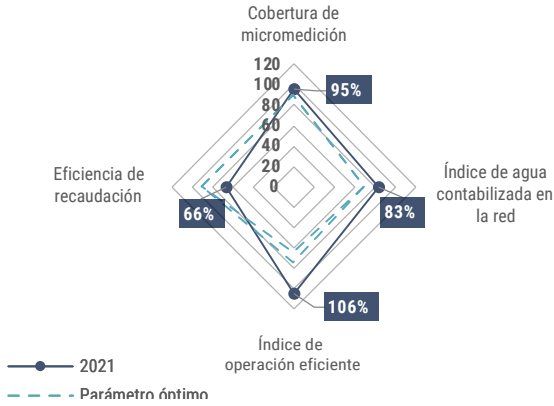 Cobertura de
micromedición
120
100
80
60
40
20
0
95%
Eficiencia de
recaudación
66%
Índice de agua
contabilizada en
la red
83%
106%
Índice de
operación eficiente
2021
Parámetro óptimo